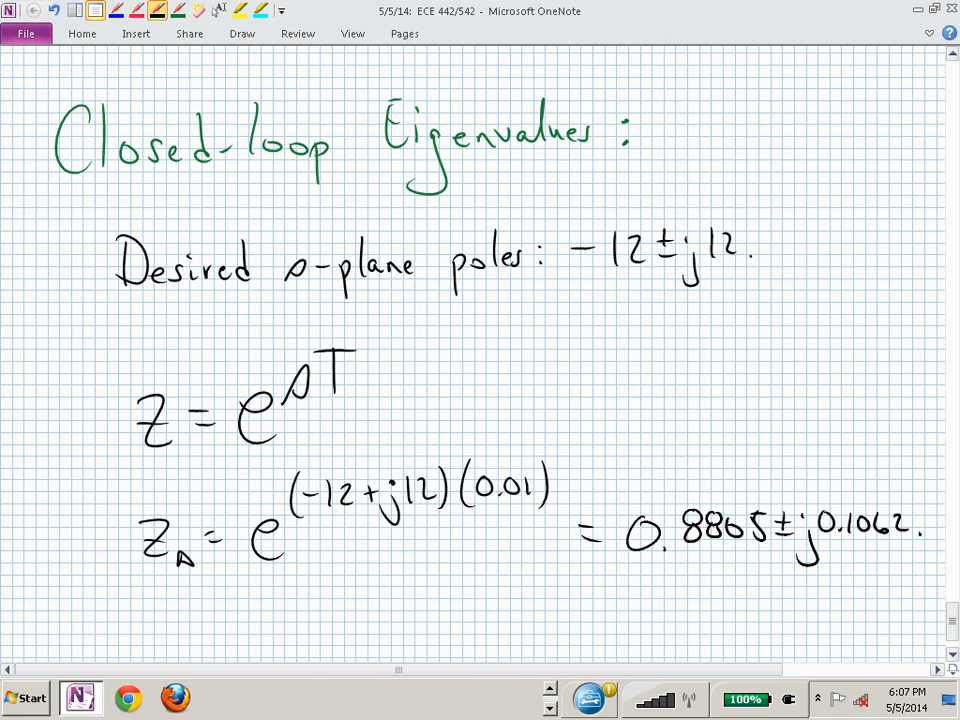 5/5/14: ECE 442/542 - Microsoft OneNote
File Home Insert Share Draw Review View Pages
Closed-loop Eigenvalues:
Desired s-plane poles: -12 ± j12.
z = e^{sT}
z_A = e^{(-12+j12)(0.01)} = 0.8805 ± j0.1062.
Start 100% 6:07 PM
5/5/2014